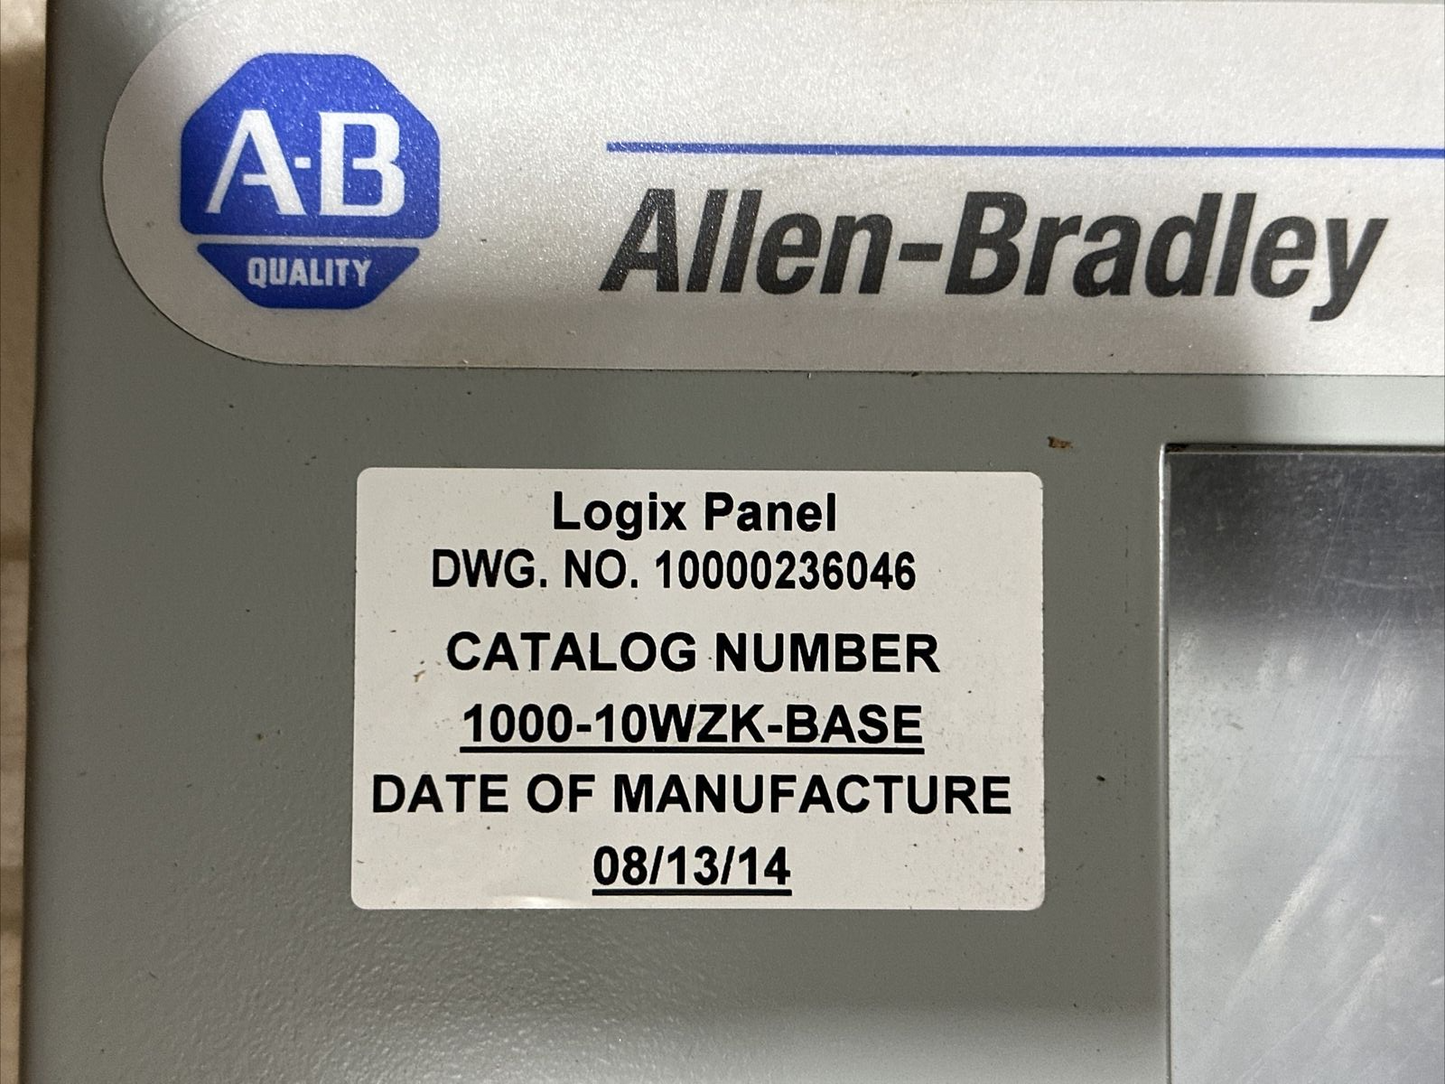 A-B
QUALITY
Allen-Bradley
Logix Panel
DWG. NO. 10000236046
CATALOG NUMBER
1000-10WZK-BASE
DATE OF MANUFACTURE
08/13/14